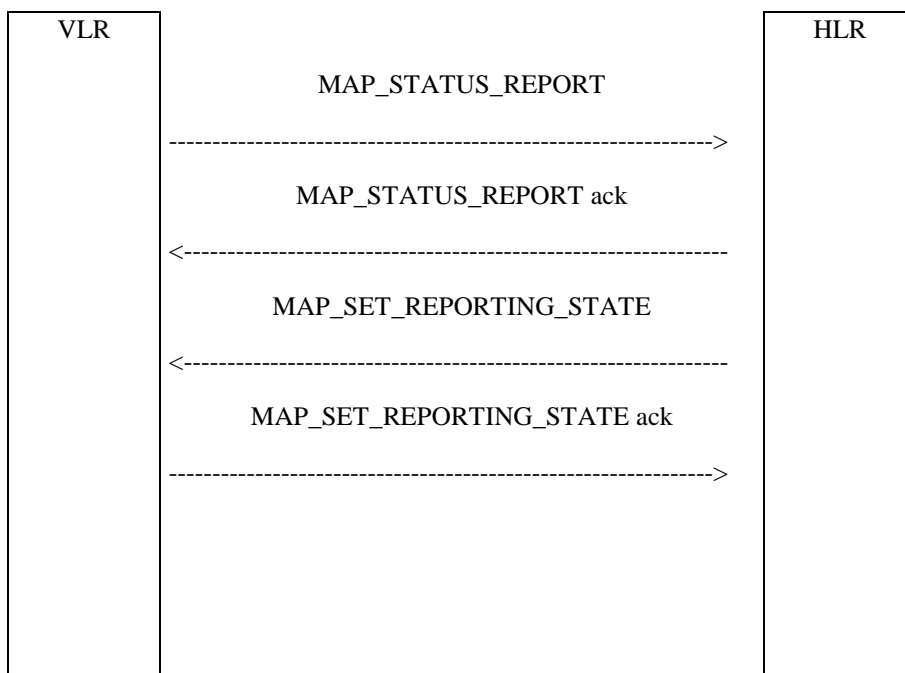 VLR
HLR
MAP_STATUS_REPORT
--------------------------------------------------------------->
MAP_STATUS_REPORT ack
<---------------------------------------------------------------
MAP_SET_REPORTING_STATE
<---------------------------------------------------------------
MAP_SET_REPORTING_STATE ack
--------------------------------------------------------------->